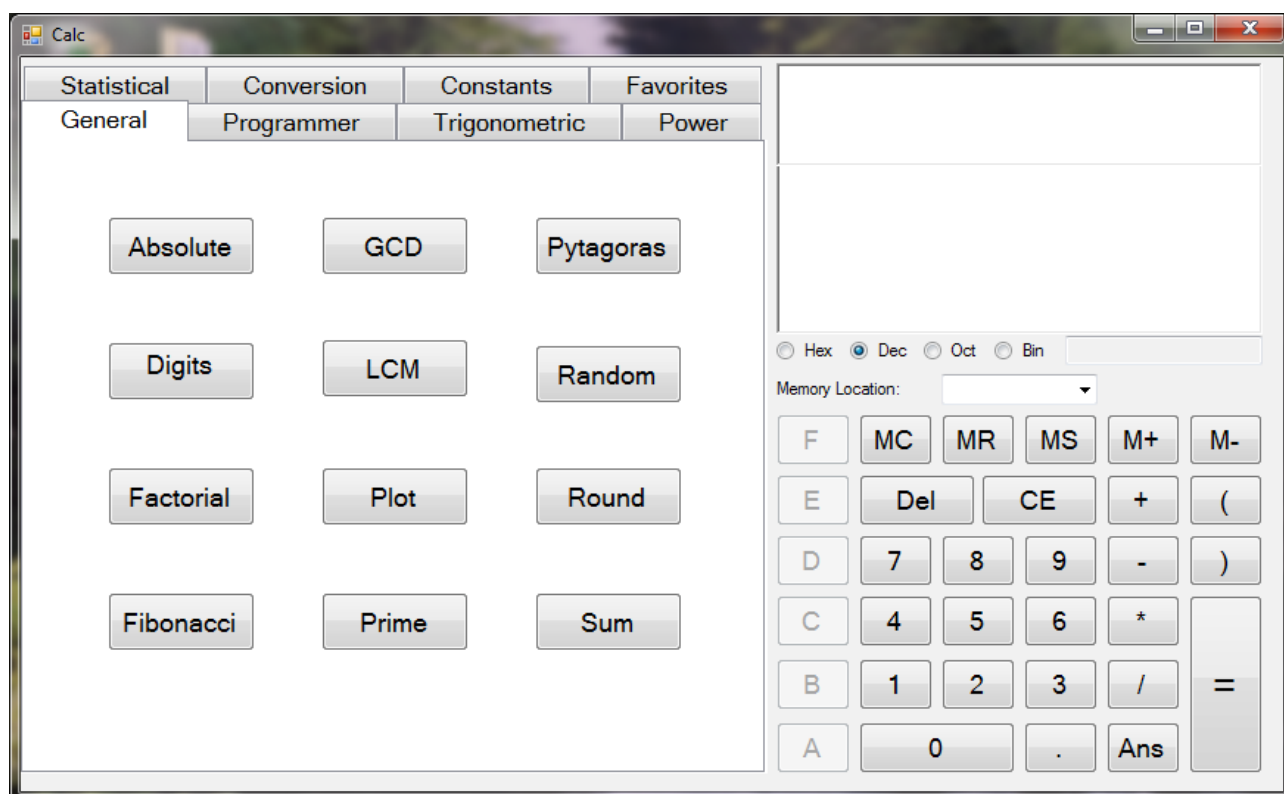 Calc
Statistical Conversion Constants Favorites
General Programmer Trigonometric Power
Absolute GCD Pytagoras
Digits LCM Random
Factorial Plot Round
Fibonacci Prime Sum
Hex Dec Oct Bin
Memory Location:
F MC MR MS M+ M-
E Del CE + (
D 7 8 9 - )
C 4 5 6 *
B 1 2 3 / =
A 0 . Ans